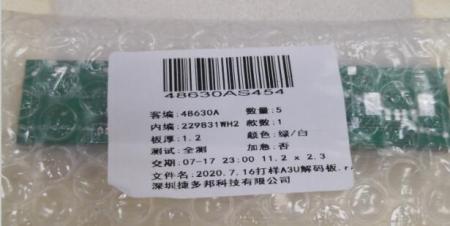 48630AS454
客编:48630A 数量:5
内编:229831WH2 款数:1
板厚:1.2 颜色:绿/白
测试:全测 加急:否
交期:07-17 23:00 11.2 x 2.3
文件名:2020.7.16打样A3U解码板.r.
深圳捷多邦科技有限公司